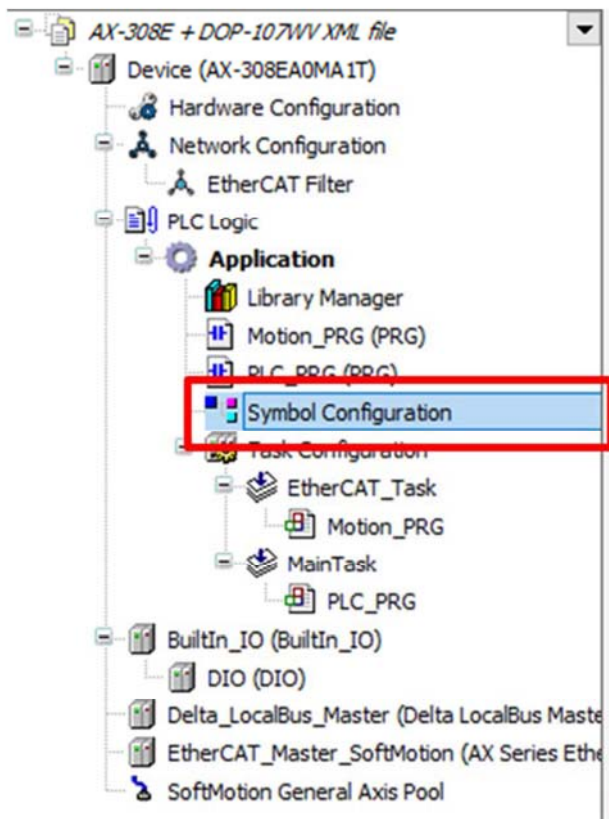 AX-308E + DOP-107WV XML file
Device (AX-308EA0MA1T)
Hardware Configuration
Network Configuration
EtherCAT Filter
PLC Logic
Application
Library Manager
Motion_PRG (PRG)
PLC_PRG (PRG)
Symbol Configuration
Task Configuration
EtherCAT_Task
Motion_PRG
MainTask
PLC_PRG
BuiltIn_IO (BuiltIn_IO)
DIO (DIO)
Delta_LocalBus_Master (Delta LocalBus Maste
EtherCAT_Master_SoftMotion (AX Series Ethe
SoftMotion General Axis Pool